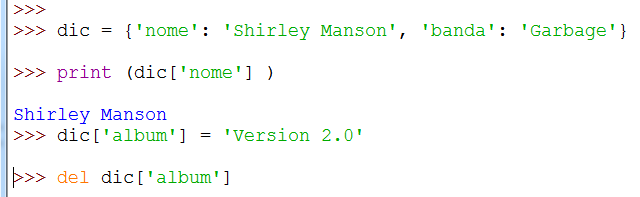 >>>
>>> dic = {'nome': 'Shirley Manson', 'banda': 'Garbage'}
>>> print (dic['nome'] )
Shirley Manson
>>> dic['album'] = 'Version 2.0'
>>> del dic['album']